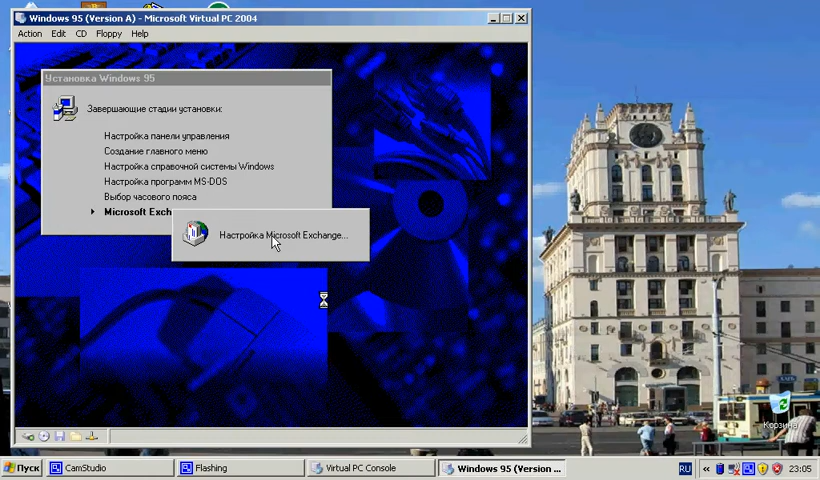 Windows 95 (Version A) - Microsoft Virtual PC 2004
Action Edit CD Floppy Help
Установка Windows 95
Завершающие стадии установки:
Настройка панели управления
Создание главного меню
Настройка справочной системы Windows
Настройка программ MS-DOS
Выбор часового пояса
Microsoft Exch
Настройка Microsoft Exchange...
Корзина
Пуск CamStudio Flashing Virtual PC Console Windows 95 (Version ... RU « 23:05